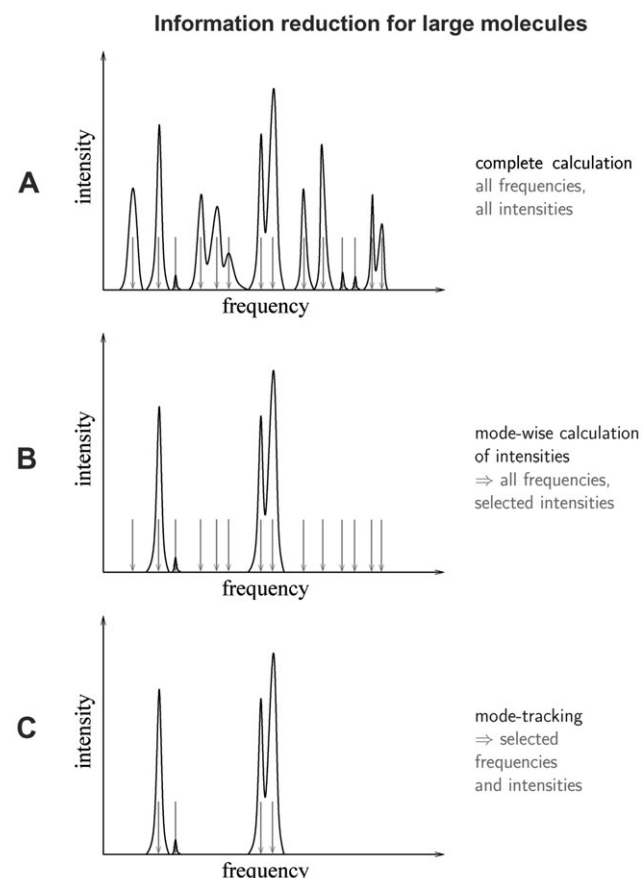 Information reduction for large molecules
A
intensity
frequency
complete calculation
all frequencies,
all intensities
B
intensity
frequency
mode-wise calculation
of intensities
⇒ all frequencies,
selected intensities
C
intensity
frequency
mode-tracking
⇒ selected
frequencies
and intensities